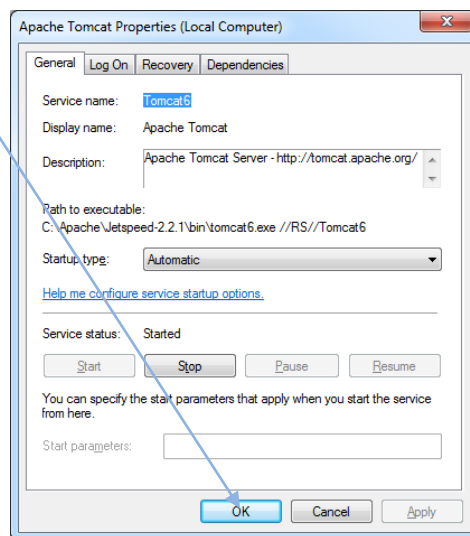 Apache Tomcat Properties (Local Computer)
General Log On Recovery Dependencies
Service name: Tomcat6
Display name: Apache Tomcat
Description: Apache Tomcat Server - http://tomcat.apache.org/
Path to executable:
C:\Apache\Jetspeed-2.2.1\bin\tomcat6.exe //RS//Tomcat6
Startup type: Automatic
Help me configure service startup options.
Service status: Started
Start Stop Pause Resume
You can specify the start parameters that apply when you start the service
from here.
Start parameters:
OK Cancel Apply